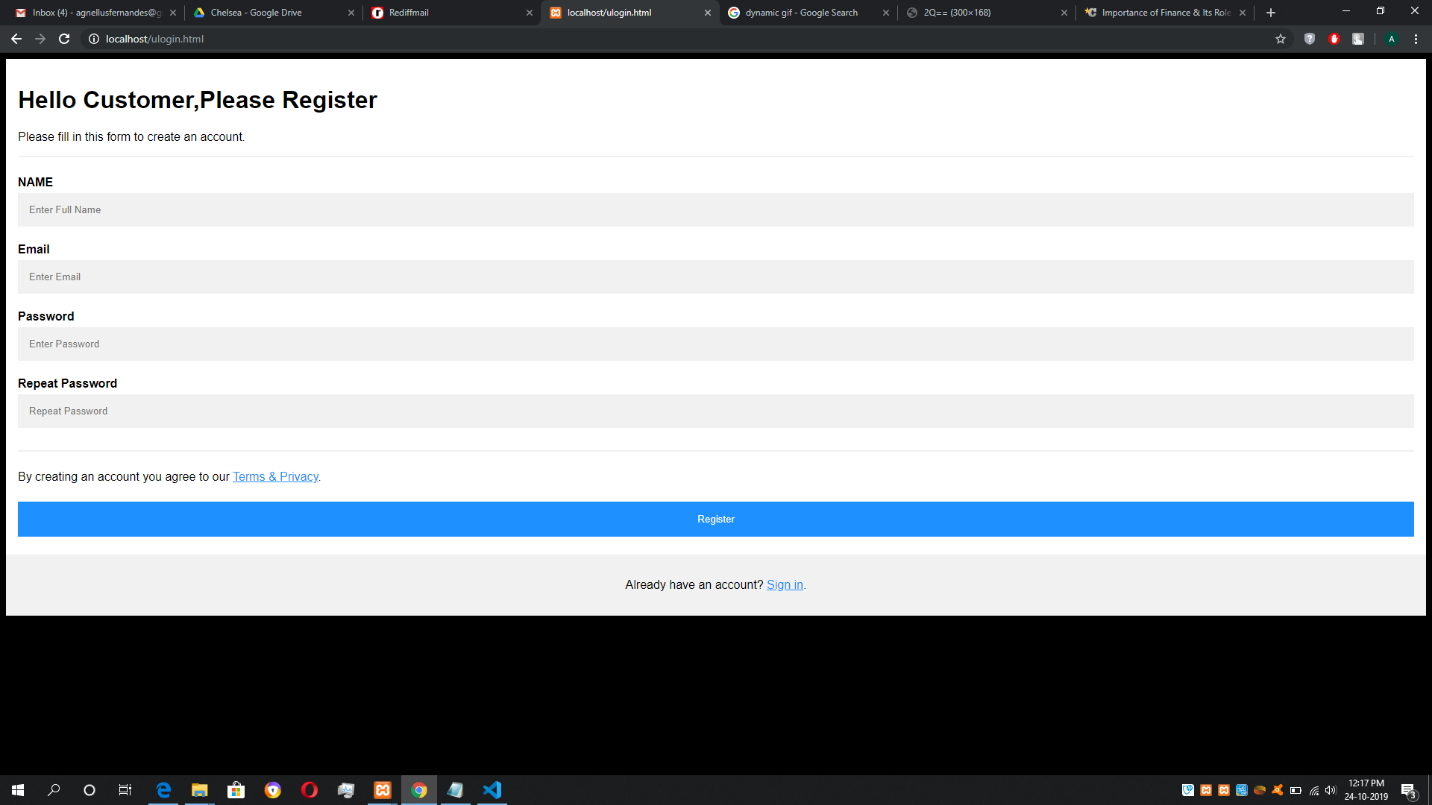 Inbox (4) - agnellusfernandes@g
Chelsea - Google Drive
Rediffmail
localhost/ulogin.html
dynamic gif - Google Search
2Q== (300×168)
Importance of Finance & Its Role
localhost/ulogin.html
A
Hello Customer,Please Register
Please fill in this form to create an account.
NAME
Enter Full Name
Email
Enter Email
Password
Enter Password
Repeat Password
Repeat Password
By creating an account you agree to our Terms & Privacy.
Register
Already have an account? Sign in.
12:17 PM
24-10-2019
3